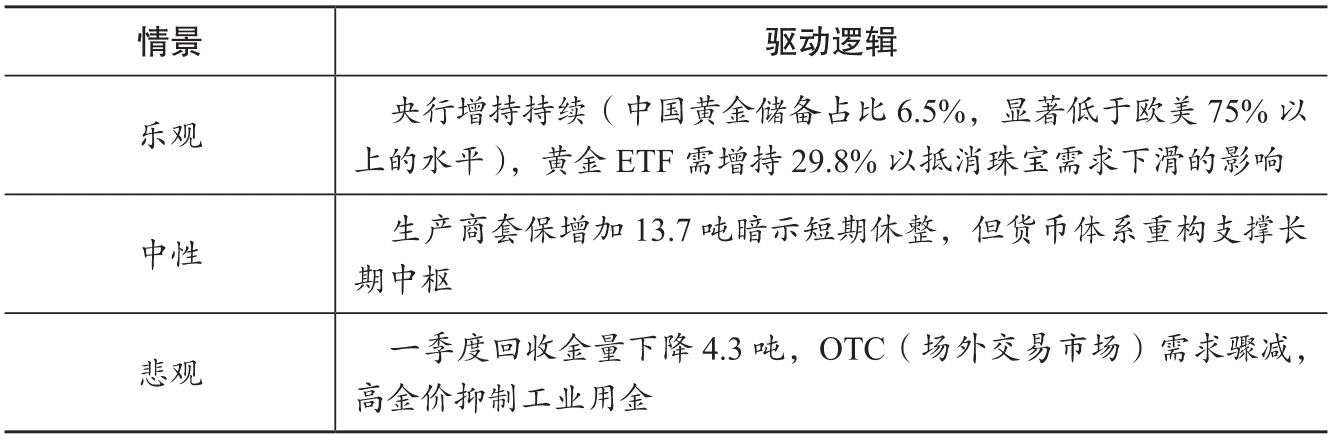 情景 驱动逻辑
乐观
央行增持持续（中国黄金储备占比 6.5%，显著低于欧美 75% 以
上的水平），黄金 ETF 需增持 29.8% 以抵消珠宝需求下滑的影响
中性
生产商套保增加 13.7 吨暗示短期休整，但货币体系重构支撑长
期中枢
悲观
一季度回收金量下降 4.3 吨，OTC（场外交易市场）需求骤减，
高金价抑制工业用金